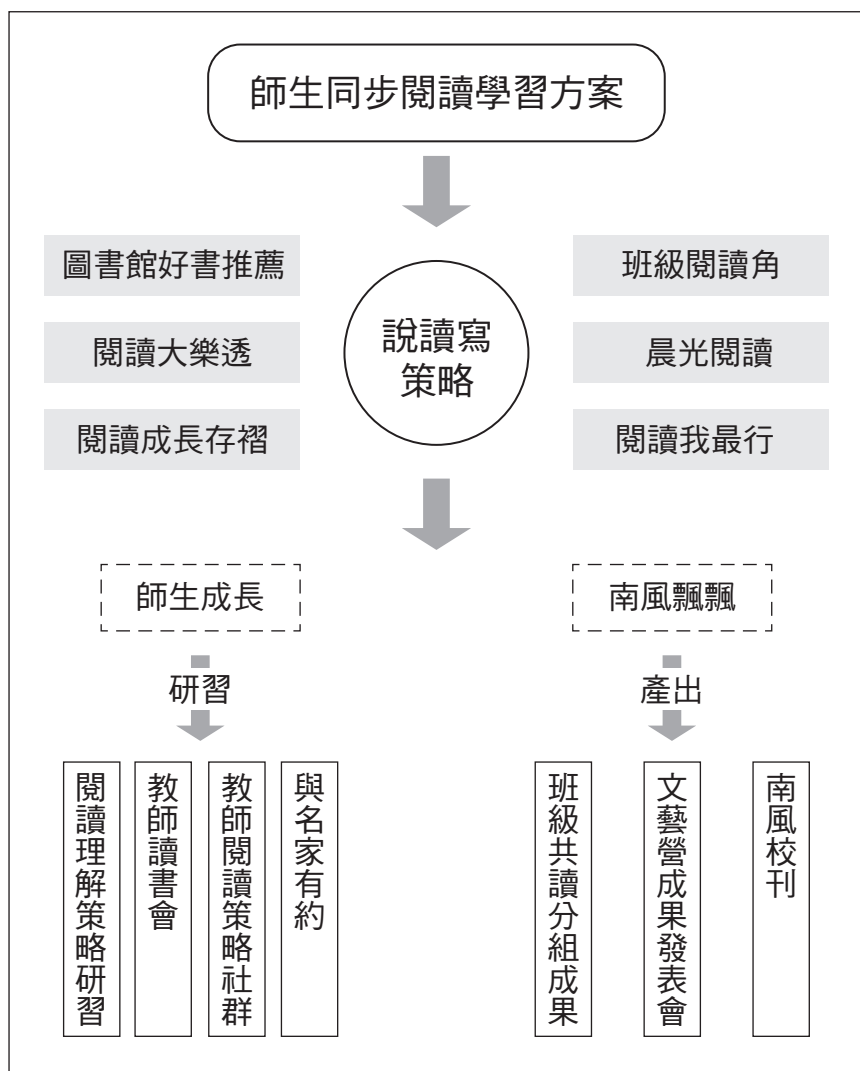 師生同步閱讀學習方案
圖書館好書推薦
閱讀大樂透
閱讀成長存褶
說讀寫
策略
班級閱讀角
晨光閱讀
閱讀我最行
師生成長
研習
閱讀理解策略研習
教師讀書會
教師閱讀策略社群
與名家有約
南風飄飄
產出
班級共讀分組成果
文藝營成果發表會
南風校刊